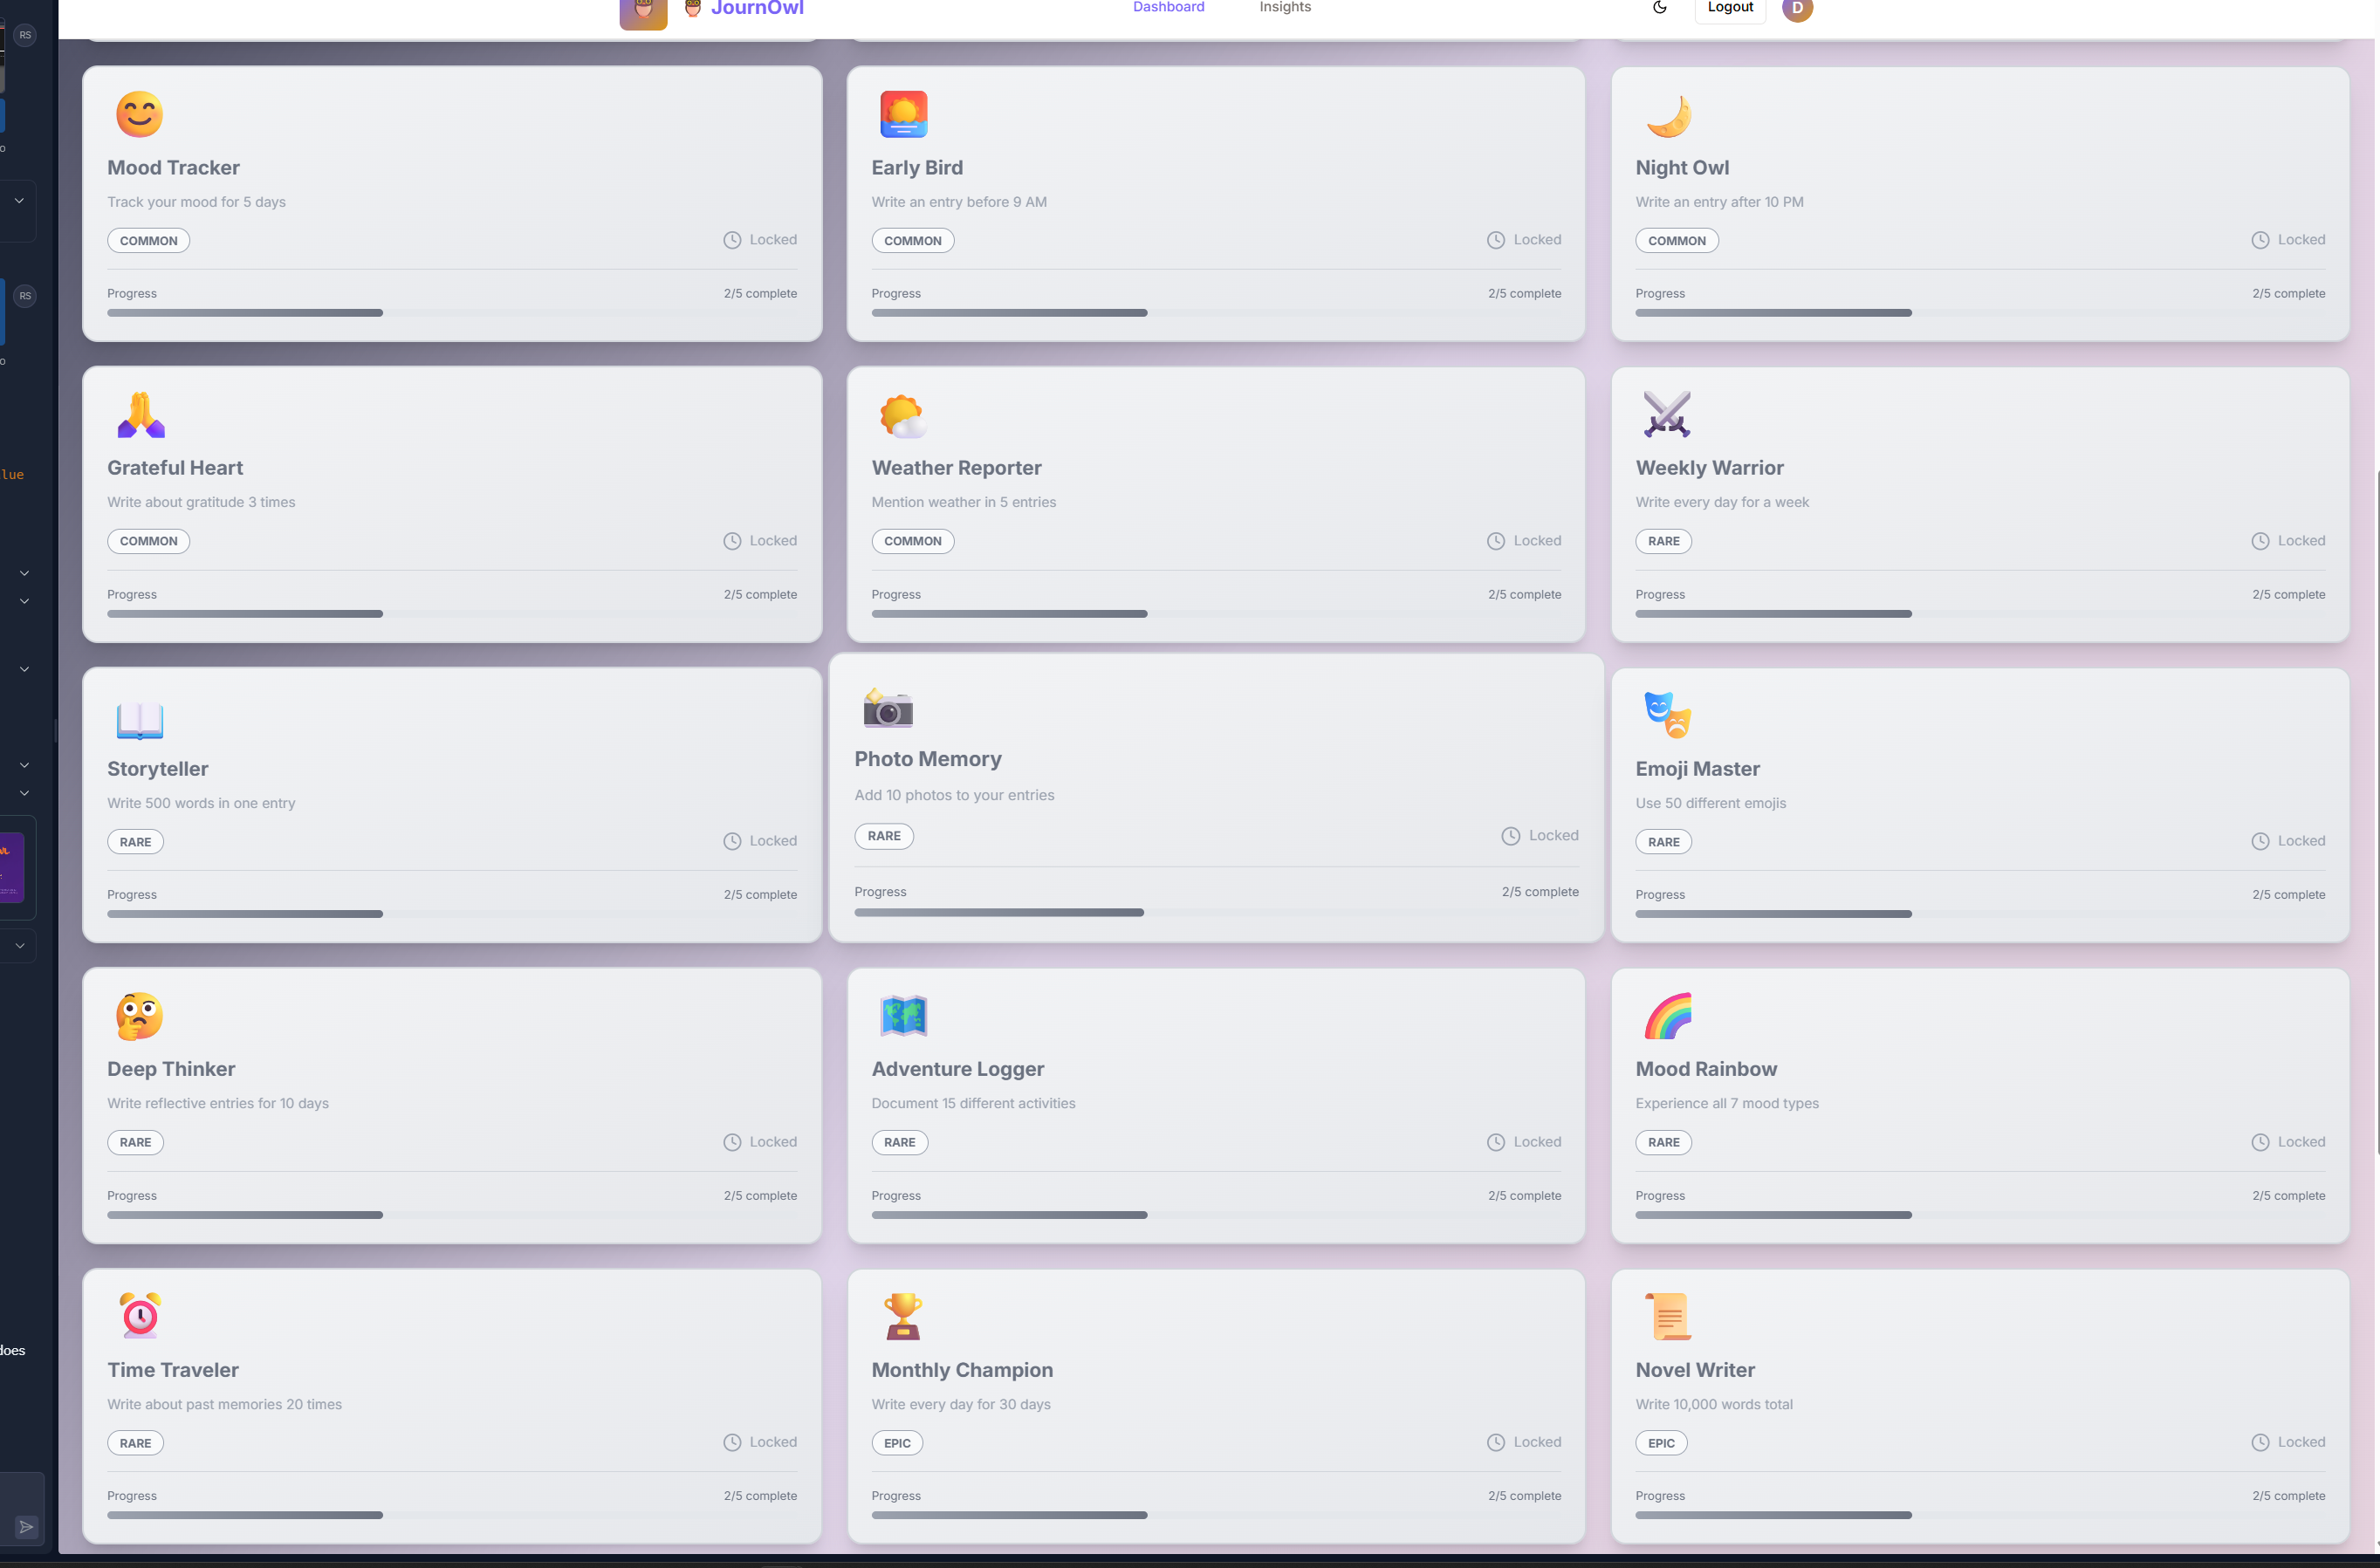 RS
JournOwl
Dashboard
Insights
Logout
D
Mood Tracker
Track your mood for 5 days
COMMON
Locked
Progress
2/5 complete
Early Bird
Write an entry before 9 AM
COMMON
Locked
Progress
2/5 complete
Night Owl
Write an entry after 10 PM
COMMON
Locked
Progress
2/5 complete
RS
Grateful Heart
Write about gratitude 3 times
COMMON
Locked
Progress
2/5 complete
Weather Reporter
Mention weather in 5 entries
COMMON
Locked
Progress
2/5 complete
Weekly Warrior
Write every day for a week
RARE
Locked
Progress
2/5 complete
lue
Storyteller
Write 500 words in one entry
RARE
Locked
Progress
2/5 complete
Photo Memory
Add 10 photos to your entries
RARE
Locked
Progress
2/5 complete
Emoji Master
Use 50 different emojis
RARE
Locked
Progress
2/5 complete
Deep Thinker
Write reflective entries for 10 days
RARE
Locked
Progress
2/5 complete
Adventure Logger
Document 15 different activities
RARE
Locked
Progress
2/5 complete
Mood Rainbow
Experience all 7 mood types
RARE
Locked
Progress
2/5 complete
does
Time Traveler
Write about past memories 20 times
RARE
Locked
Progress
2/5 complete
Monthly Champion
Write every day for 30 days
EPIC
Locked
Progress
2/5 complete
Novel Writer
Write 10,000 words total
EPIC
Locked
Progress
2/5 complete